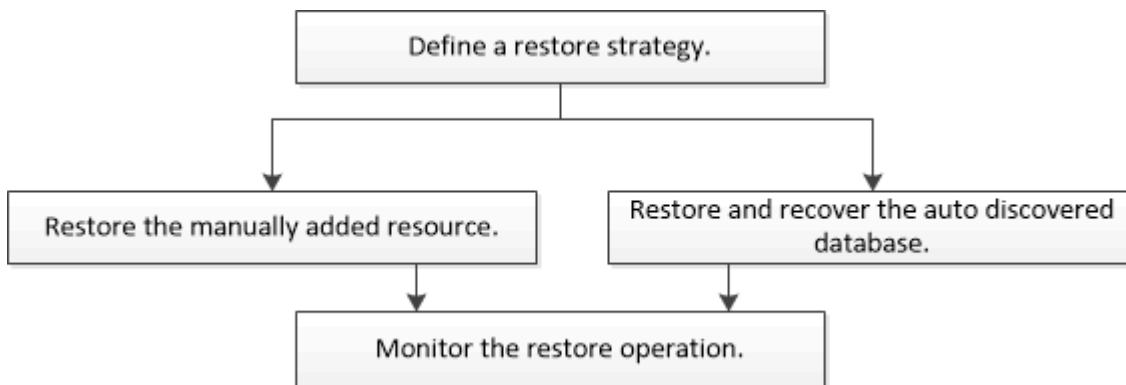 Define a restore strategy.
Restore the manually added resource.
Restore and recover the auto discovered
database.
Monitor the restore operation.